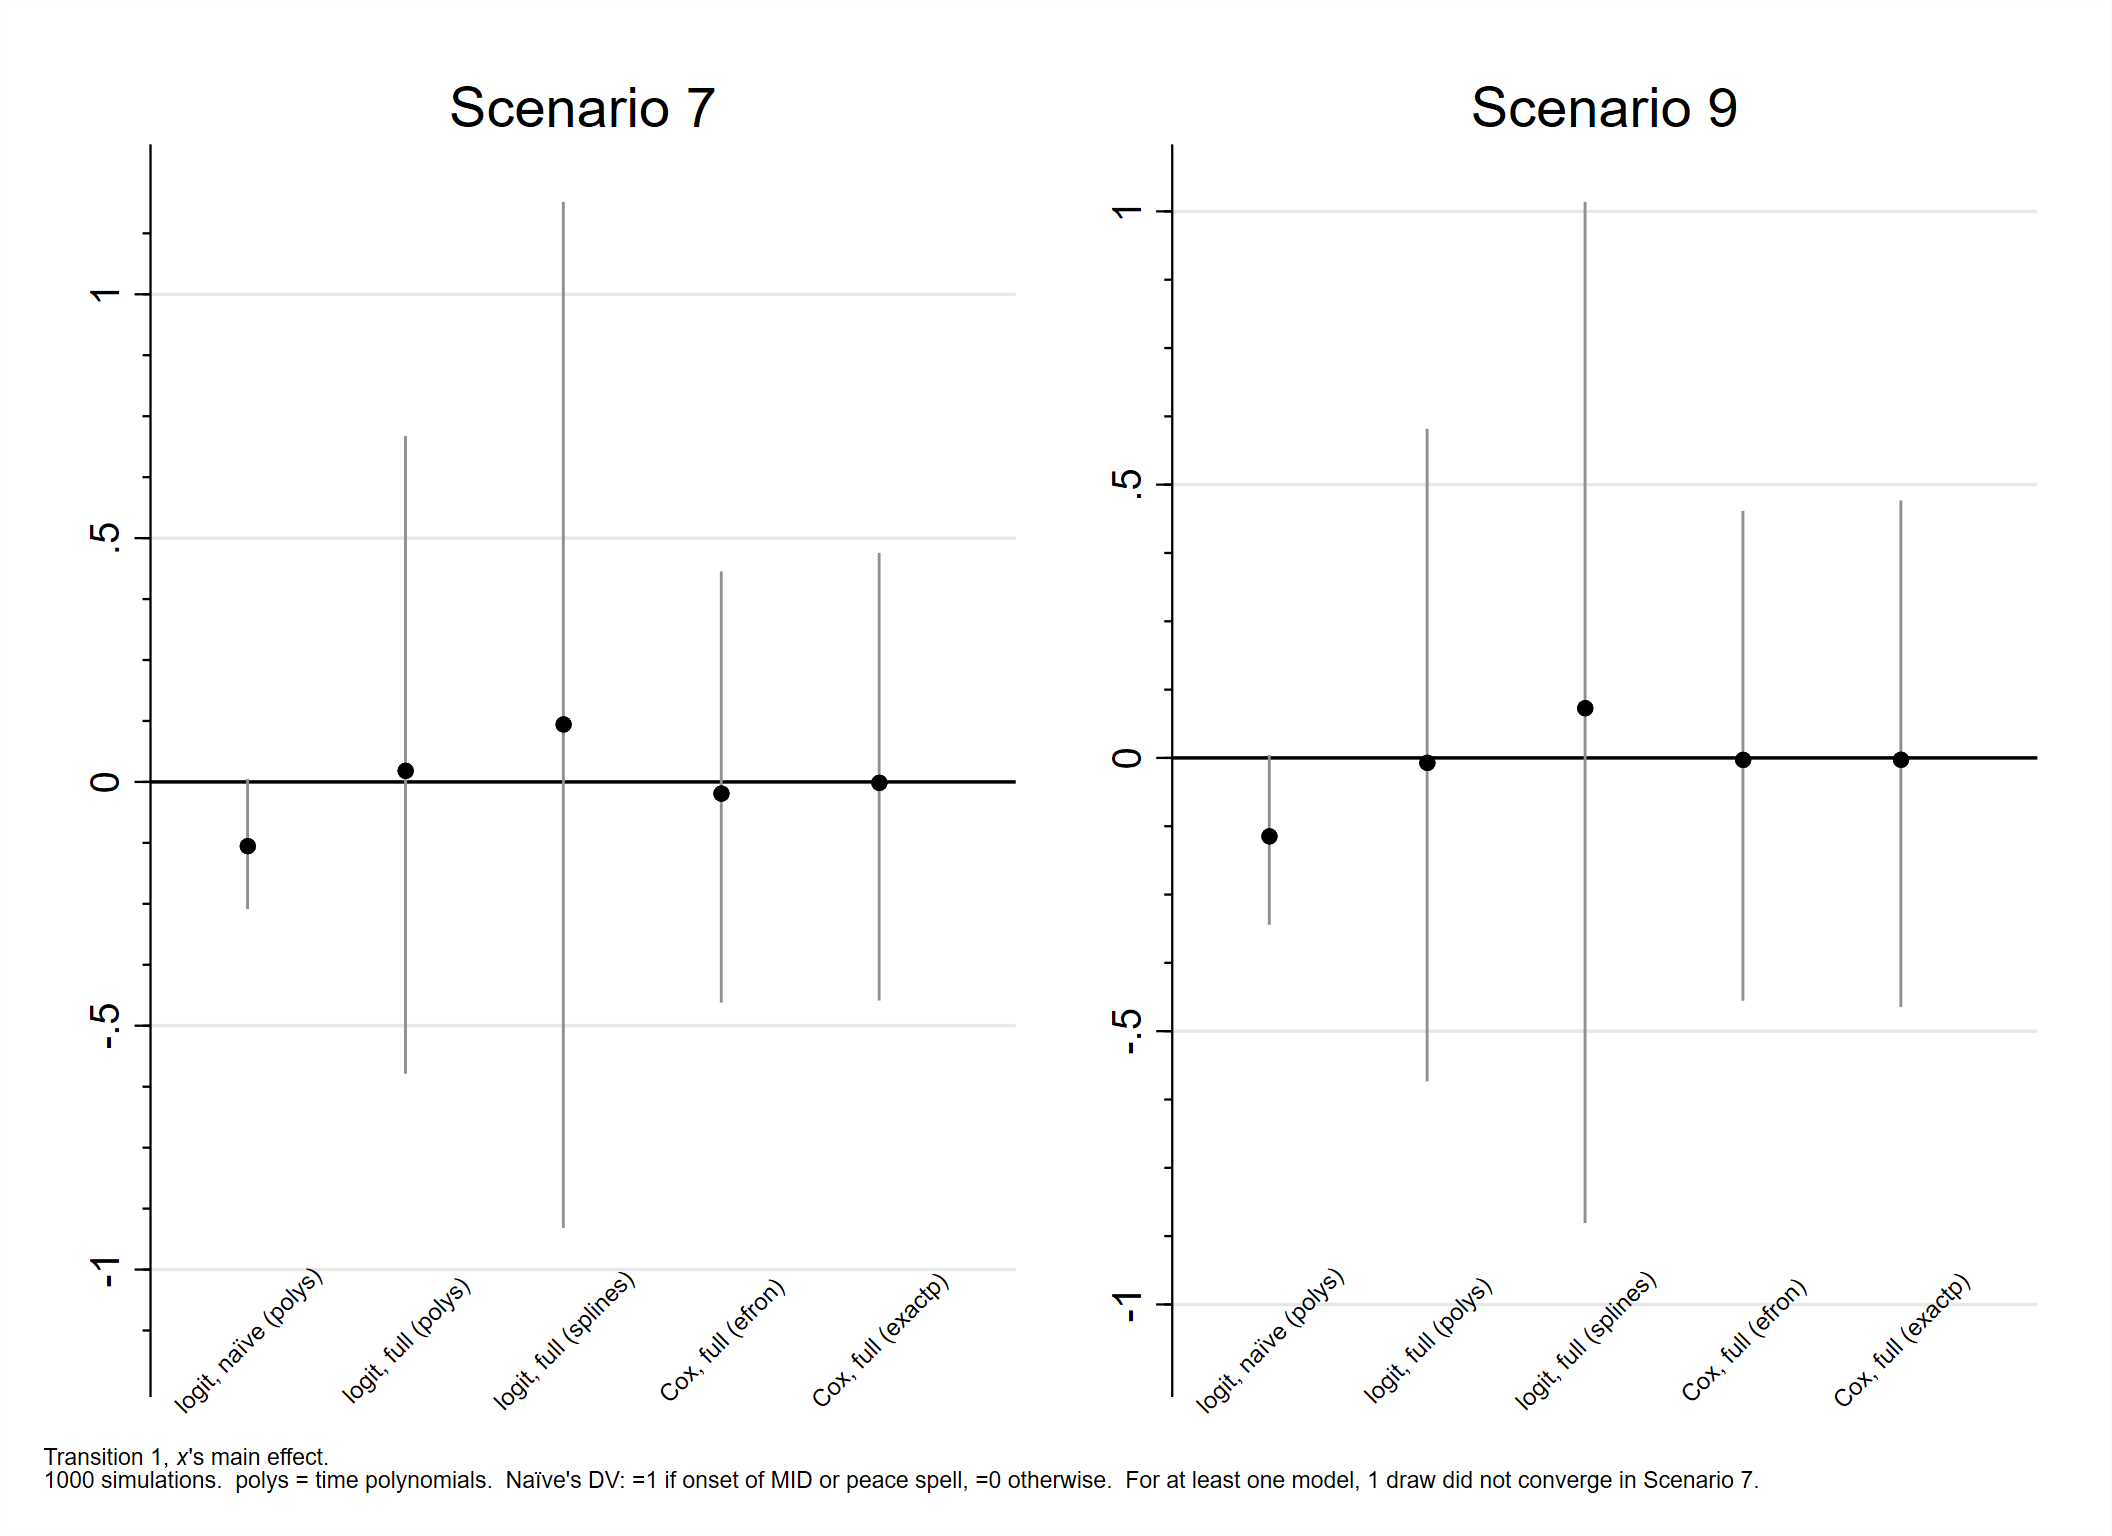 Scenario 7
1
.5
0
-.5
-1
logit, naïve (polys)
logit, full (polys)
logit, full (splines)
Cox, full (efron)
Cox, full (exactp)
Scenario 9
1
.5
0
-.5
-1
logit, naïve (polys)
logit, full (polys)
logit, full (splines)
Cox, full (efron)
Cox, full (exactp)
Transition 1, x's main effect.
1000 simulations.  polys = time polynomials.  Naïve's DV: =1 if onset of MID or peace spell, =0 otherwise.  For at least one model, 1 draw did not converge in Scenario 7.